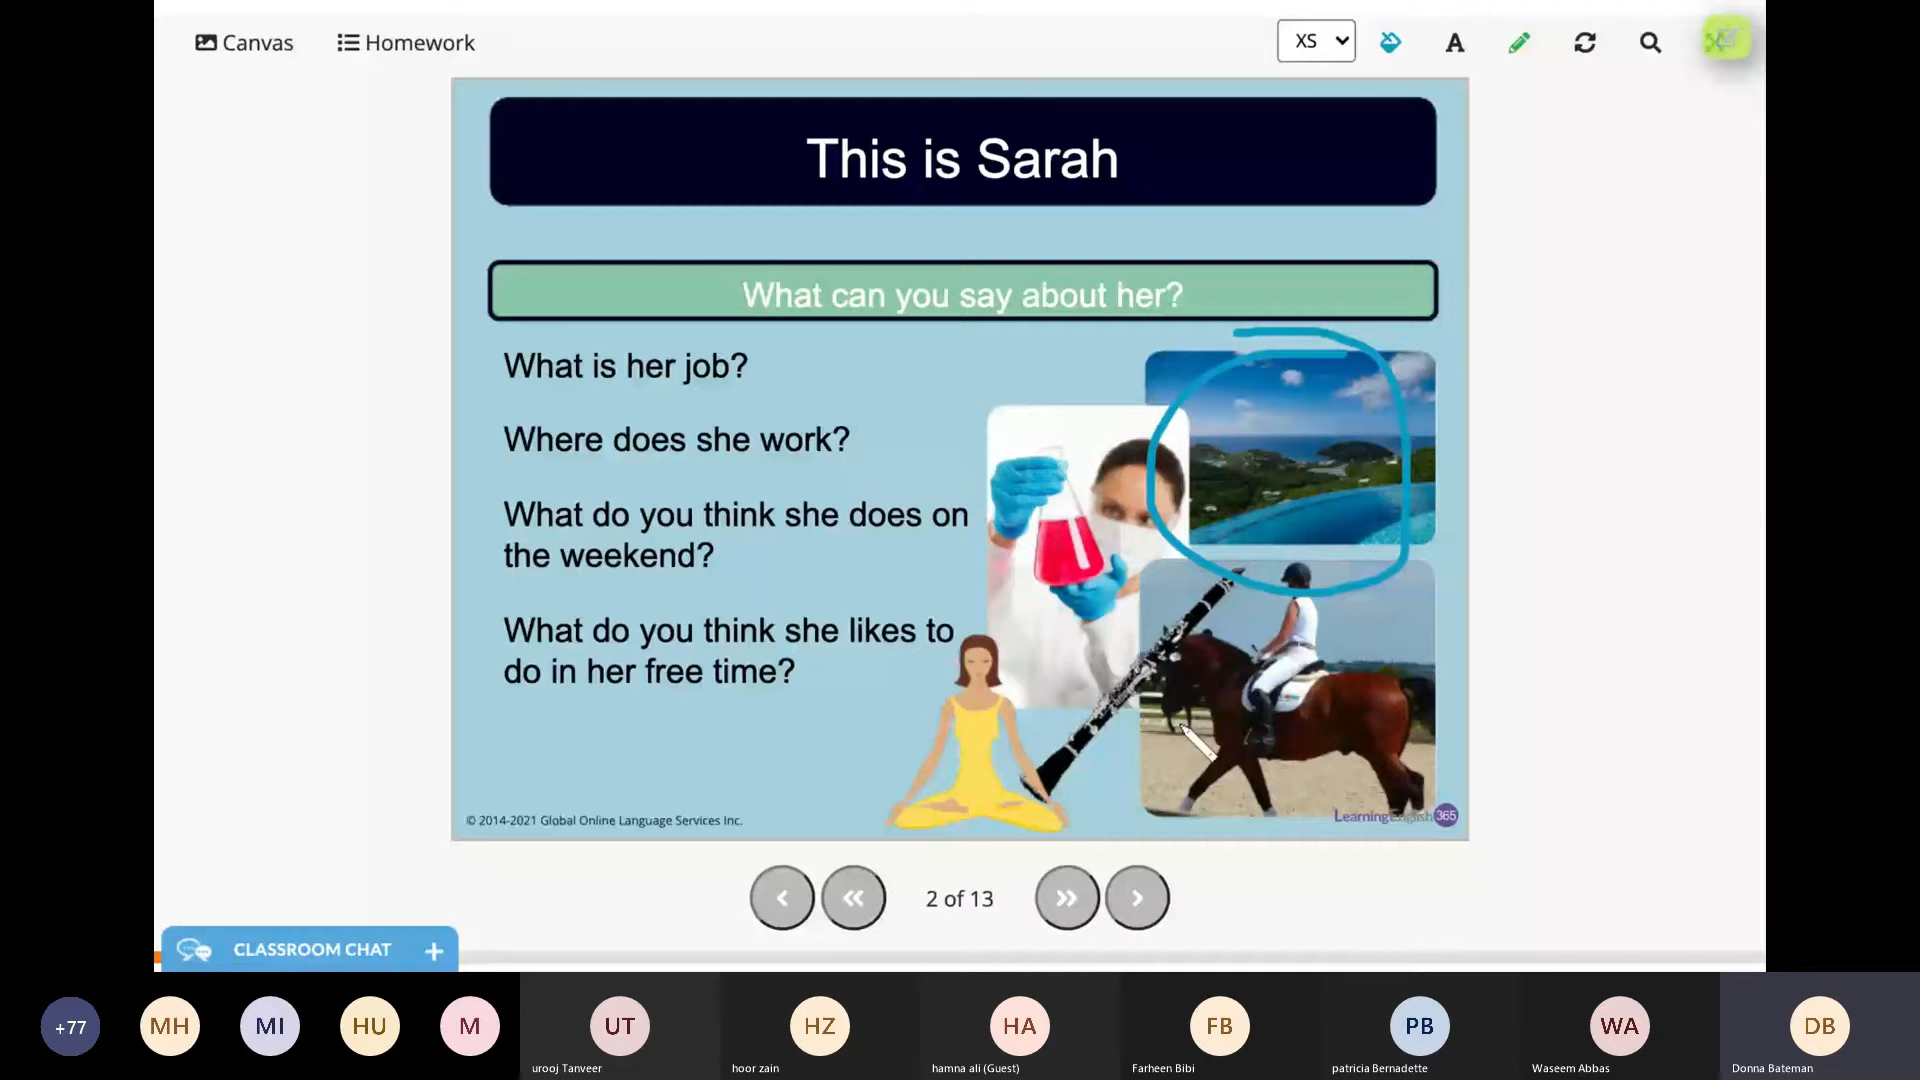 Canvas
Homework
XS
A
This is Sarah
What can you say about her?
What is her job?
Where does she work?
What do you think she does on
the weekend?
What do you think she likes to
do in her free time?
© 2014-2021 Global Online Language Services Inc.
LearningEnglish 365
2 of 13
CLASSROOM CHAT
+77
MH
MI
HU
M
UT
HZ
HA
FB
PB
WA
DB
urooj Tanveer
hoor zain
hamna ali (Guest)
Farheen Bibi
patricia Bernadette
Waseem Abbas
Donna Bateman